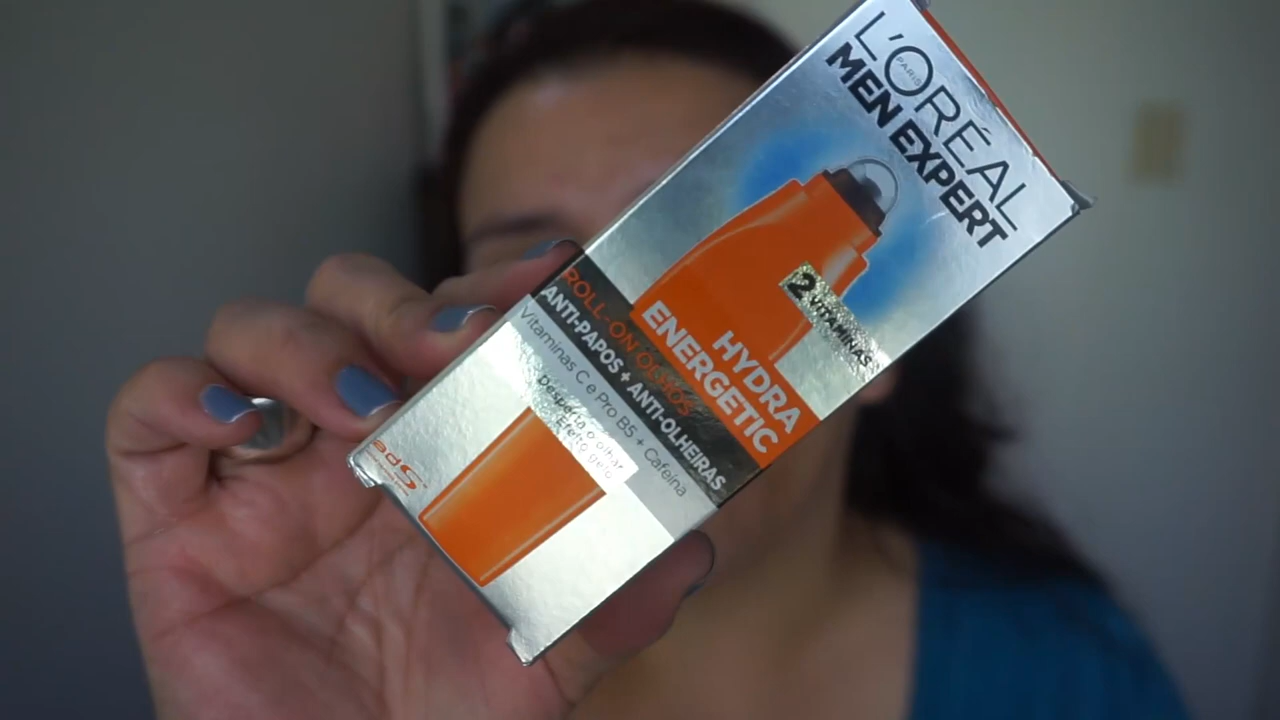 L'ORÉAL
PARIS
MEN EXPERT
2 VITAMINAS
HYDRA
ENERGETIC
ROLL-ON OLHOS
ANTI-PAPOS + ANTI-OLHEIRAS
Vitaminas C e Pro B5 + Cafeína
Desperta o olhar
Efeito gelo
ads